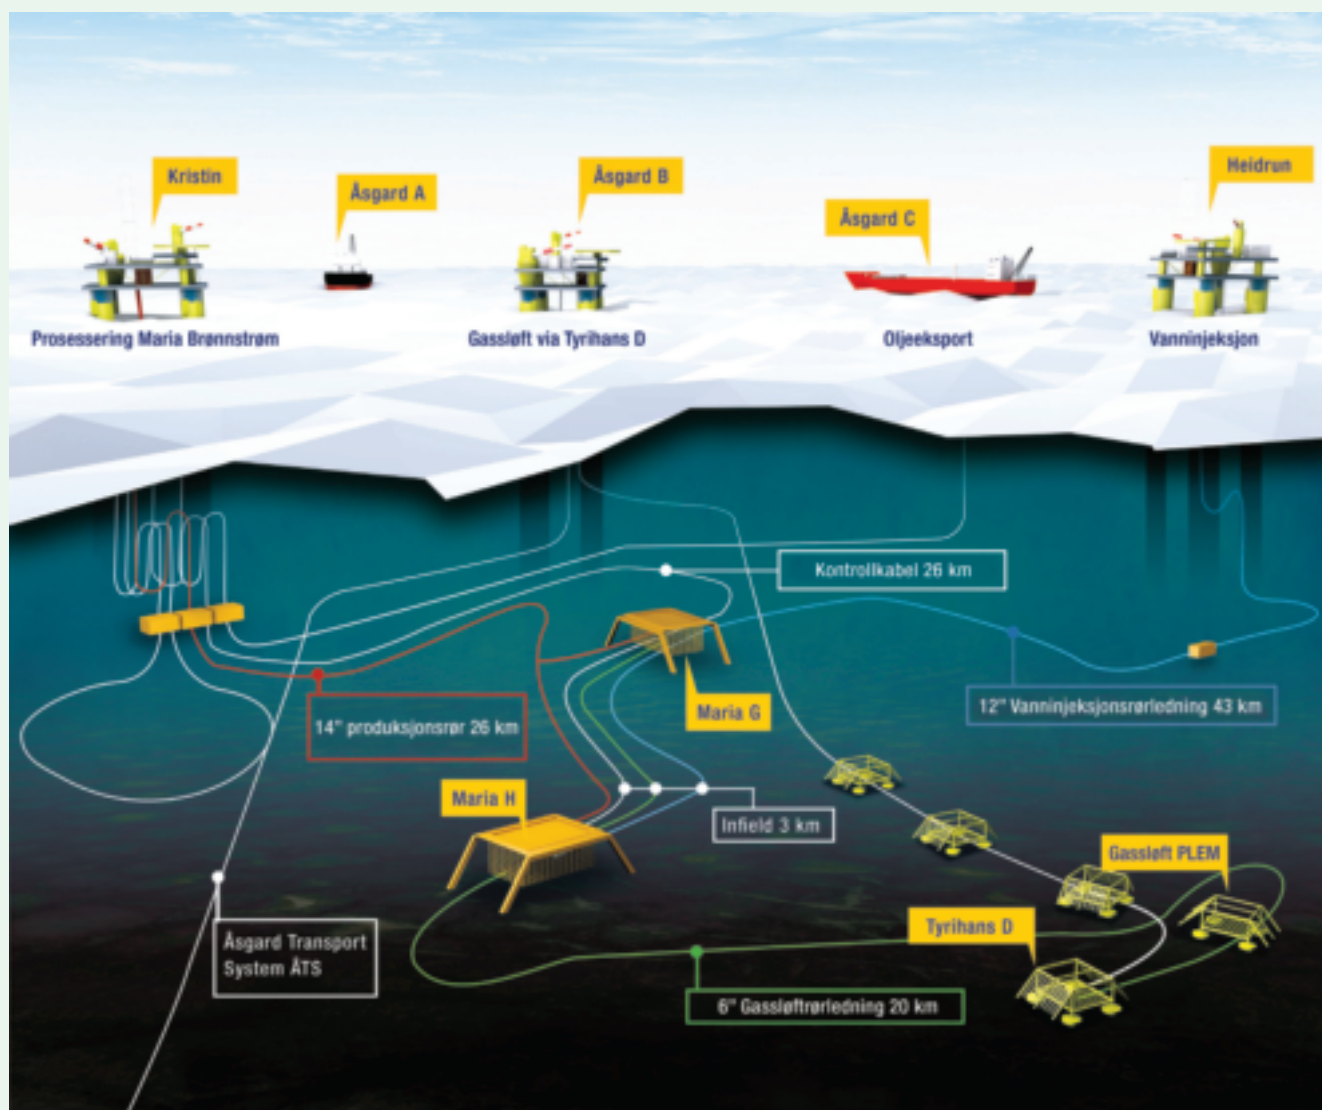 Kristin
Åsgard A
Åsgard B
Åsgard C
Heidrun
Prosessering Maria Brønnstrøm
Gassløft via Tyrihans D
Oljeeksport
Vanninjeksjon
Kontrollkabel 26 km
Maria G
12" Vanninjeksjonsrørledning 43 km
14" produksjonsrør 26 km
Maria H
Infield 3 km
Gassløft PLEM
Tyrihans D
Åsgard Transport
System ÅTS
6" Gassløftrørledning 20 km